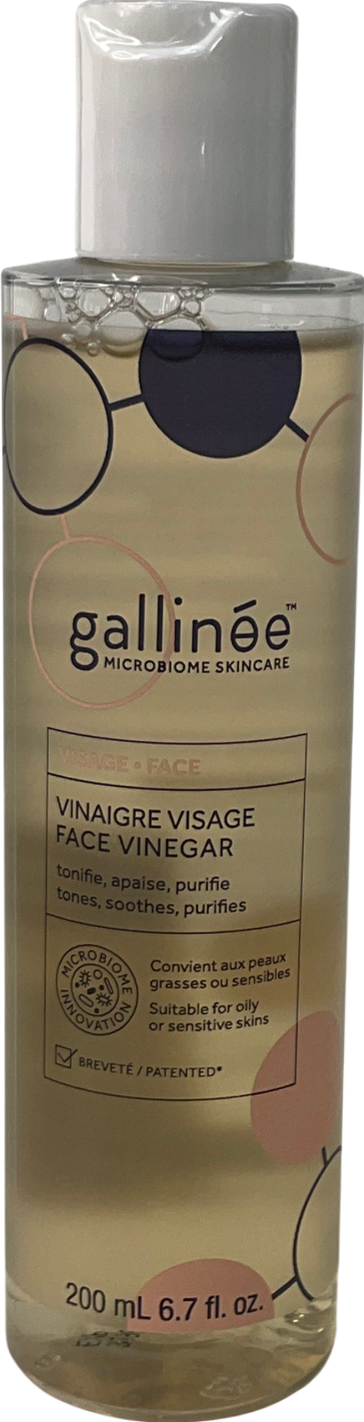 gallinée™
MICROBIOME SKINCARE
VISAGE • FACE
VINAIGRE VISAGE
FACE VINEGAR
tonifie, apaise, purifie
tones, soothes, purifies
MICROBIOME INNOVATION
Convient aux peaux
grasses ou sensibles
Suitable for oily
or sensitive skins
BREVETÉ / PATENTED*
200 mL 6.7 fl. oz.